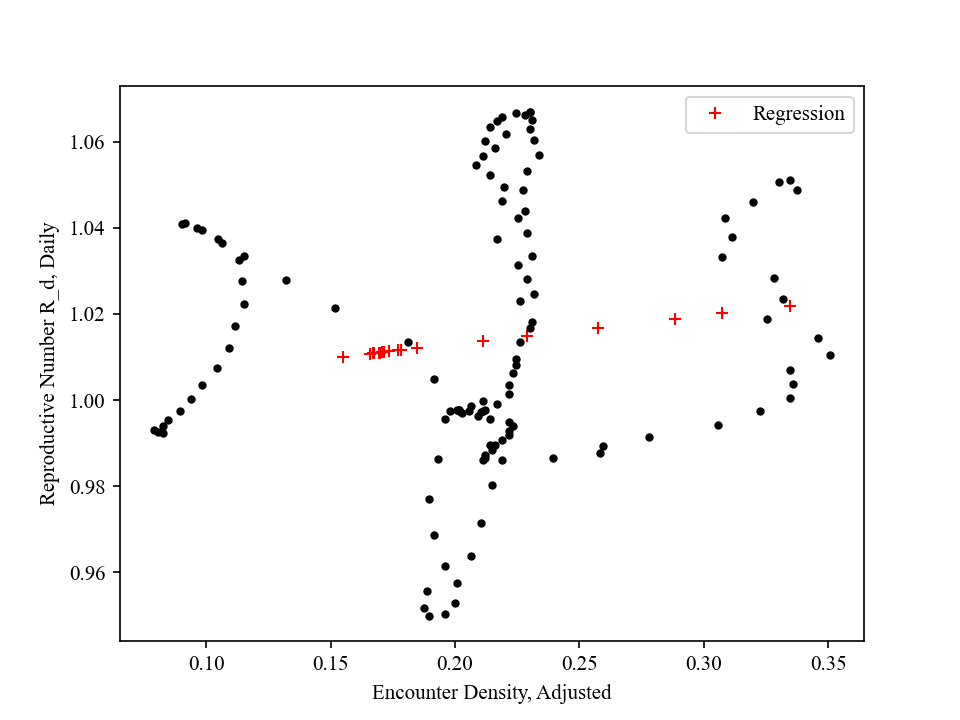 Regression
1.06
1.04
1.02
1.00
0.98
0.96
Reproductive Number R_d, Daily
0.10 0.15 0.20 0.25 0.30 0.35
Encounter Density, Adjusted